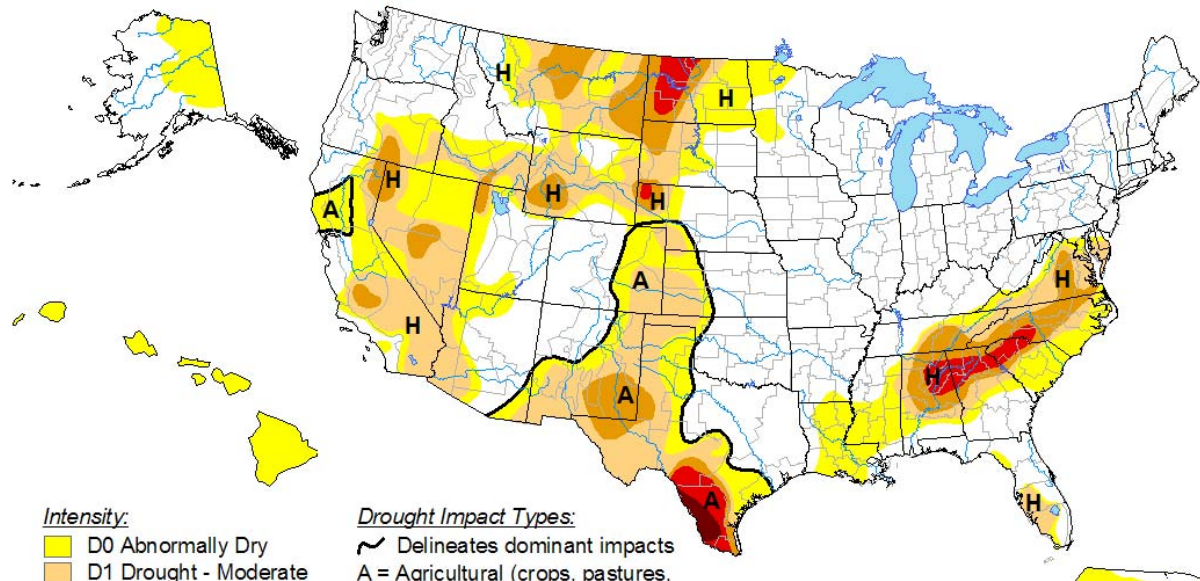 H
H
H
H
H
A
H
H
A
A
H
H
A
H
Intensity:
D0 Abnormally Dry
D1 Drought - Moderate
Drought Impact Types:
Delineates dominant impacts
A = Agricultural (crops, pastures,